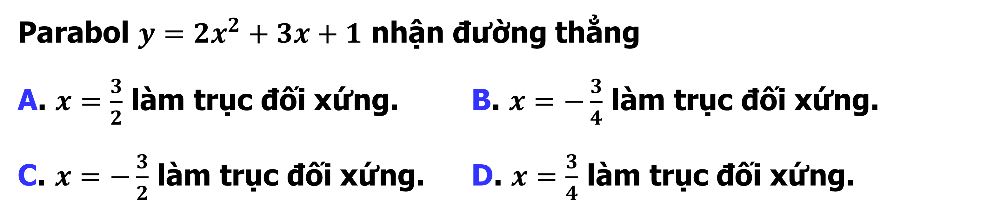 Parabol $y = 2x^2 + 3x + 1$ nhận đường thẳng
A. $x = \frac{3}{2}$ làm trục đối xứng. B. $x = -\frac{3}{4}$ làm trục đối xứng.
C. $x = -\frac{3}{2}$ làm trục đối xứng. D. $x = \frac{3}{4}$ làm trục đối xứng.